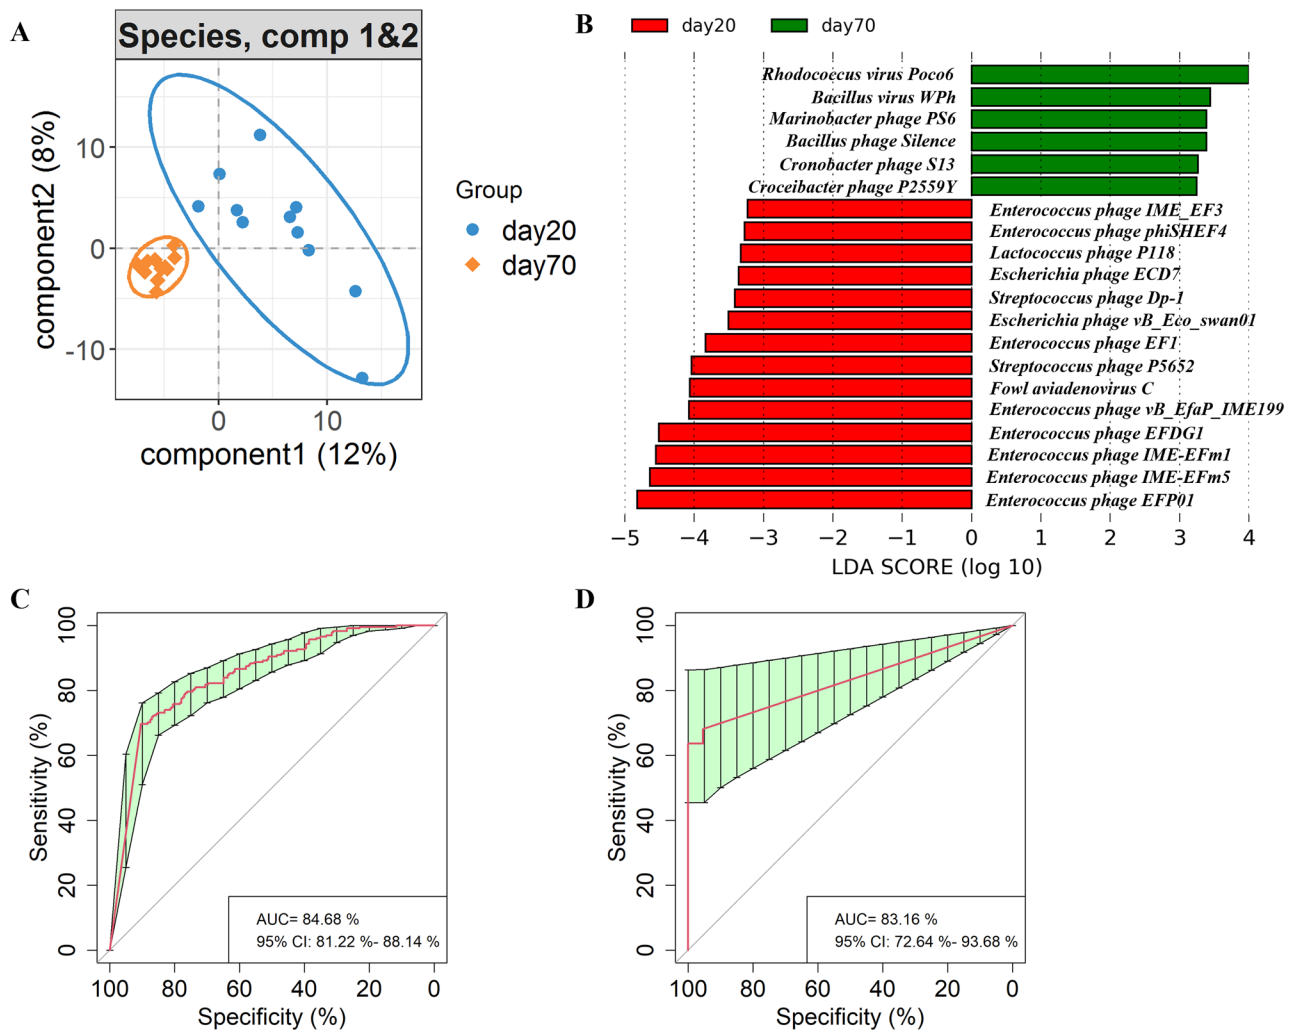 A
Species, comp 1&2
component2 (8%)
10
0
-10
0
10
component1 (12%)
Group
day20
day70
B
day20
day70
Rhodococcus virus Poco6
Bacillus virus WPh
Marinobacter phage PS6
Bacillus phage Silence
Cronobacter phage S13
Croceibacter phage P2559Y
Enterococcus phage IME_EF3
Enterococcus phage phiSHEF4
Lactococcus phage P118
Escherichia phage ECD7
Streptococcus phage Dp-1
Escherichia phage vB_Eco_swan01
Enterococcus phage EF1
Streptococcus phage P5652
Fowl aviadenovirus C
Enterococcus phage vB_EfaP_IME199
Enterococcus phage EFDG1
Enterococcus phage IME-EFm1
Enterococcus phage IME-EFm5
Enterococcus phage EFP01
−5 −4 −3 −2 −1 0 1 2 3 4
LDA SCORE (log 10)
C
Sensitivity (%)
100
80
60
40
20
0
AUC= 84.68 %
95% CI: 81.22 %- 88.14 %
100 80 60 40 20 0
Specificity (%)
D
Sensitivity (%)
100
80
60
40
20
0
AUC= 83.16 %
95% CI: 72.64 %- 93.68 %
100 80 60 40 20 0
Specificity (%)